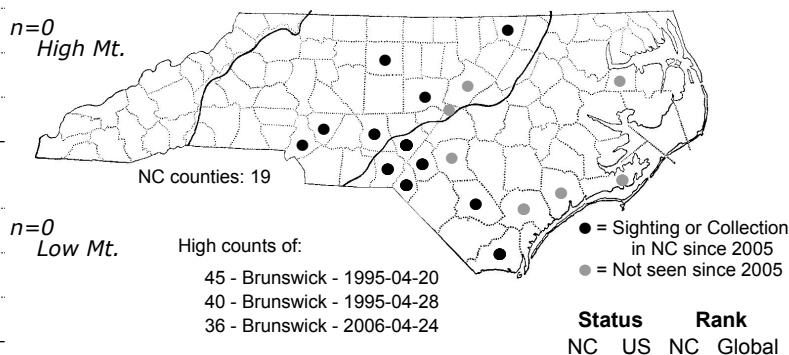 n=0
High Mt.
NC counties: 19
n=0
Low Mt.
High counts of:
45 - Brunswick - 1995-04-20
40 - Brunswick - 1995-04-28
36 - Brunswick - 2006-04-24
= Sighting or Collection
in NC since 2005
= Not seen since 2005
Status Rank
NC US NC Global